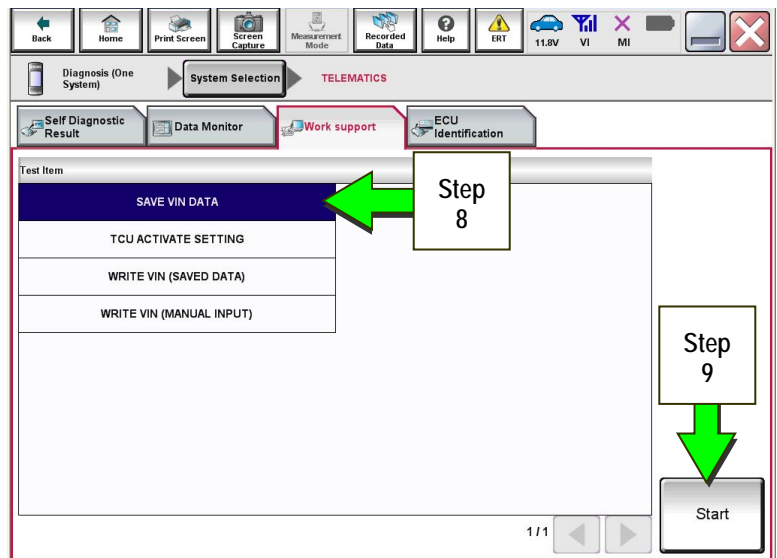 Back
Home
Print Screen
Screen
Capture
Measurement
Mode
Recorded
Data
Help
ERT
11.8V
VI
MI
Diagnosis (One
System)
System Selection
TELEMATICS
Self Diagnostic
Result
Data Monitor
Work support
ECU
Identification
Test Item
SAVE VIN DATA
TCU ACTIVATE SETTING
WRITE VIN (SAVED DATA)
WRITE VIN (MANUAL INPUT)
Step
8
Step
9
Start
1/1